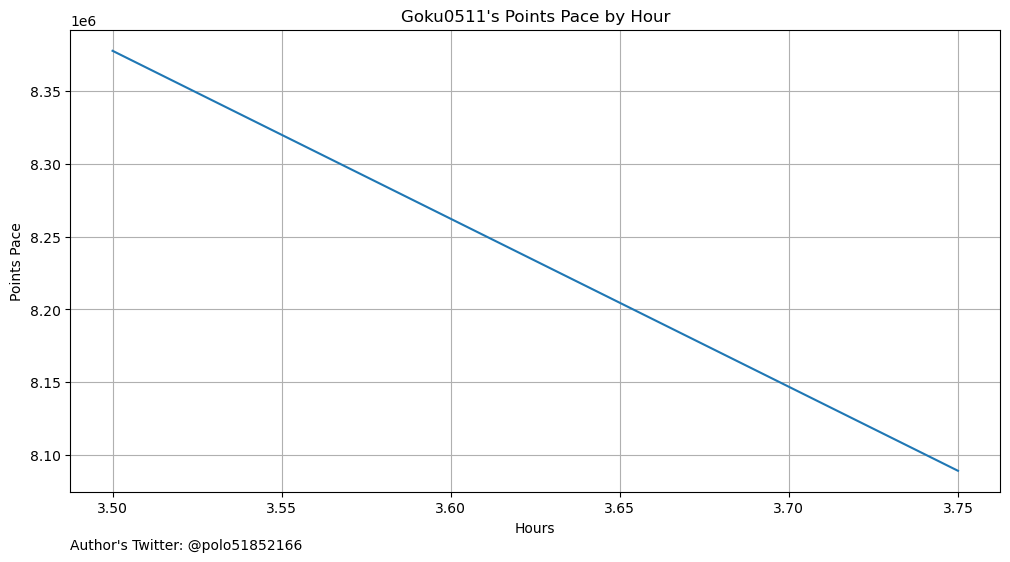 Goku0511's Points Pace by Hour
1e6
8.35
8.30
8.25
8.20
8.15
8.10
Points Pace
3.50 3.55 3.60 3.65 3.70 3.75
Hours
Author's Twitter: @polo51852166